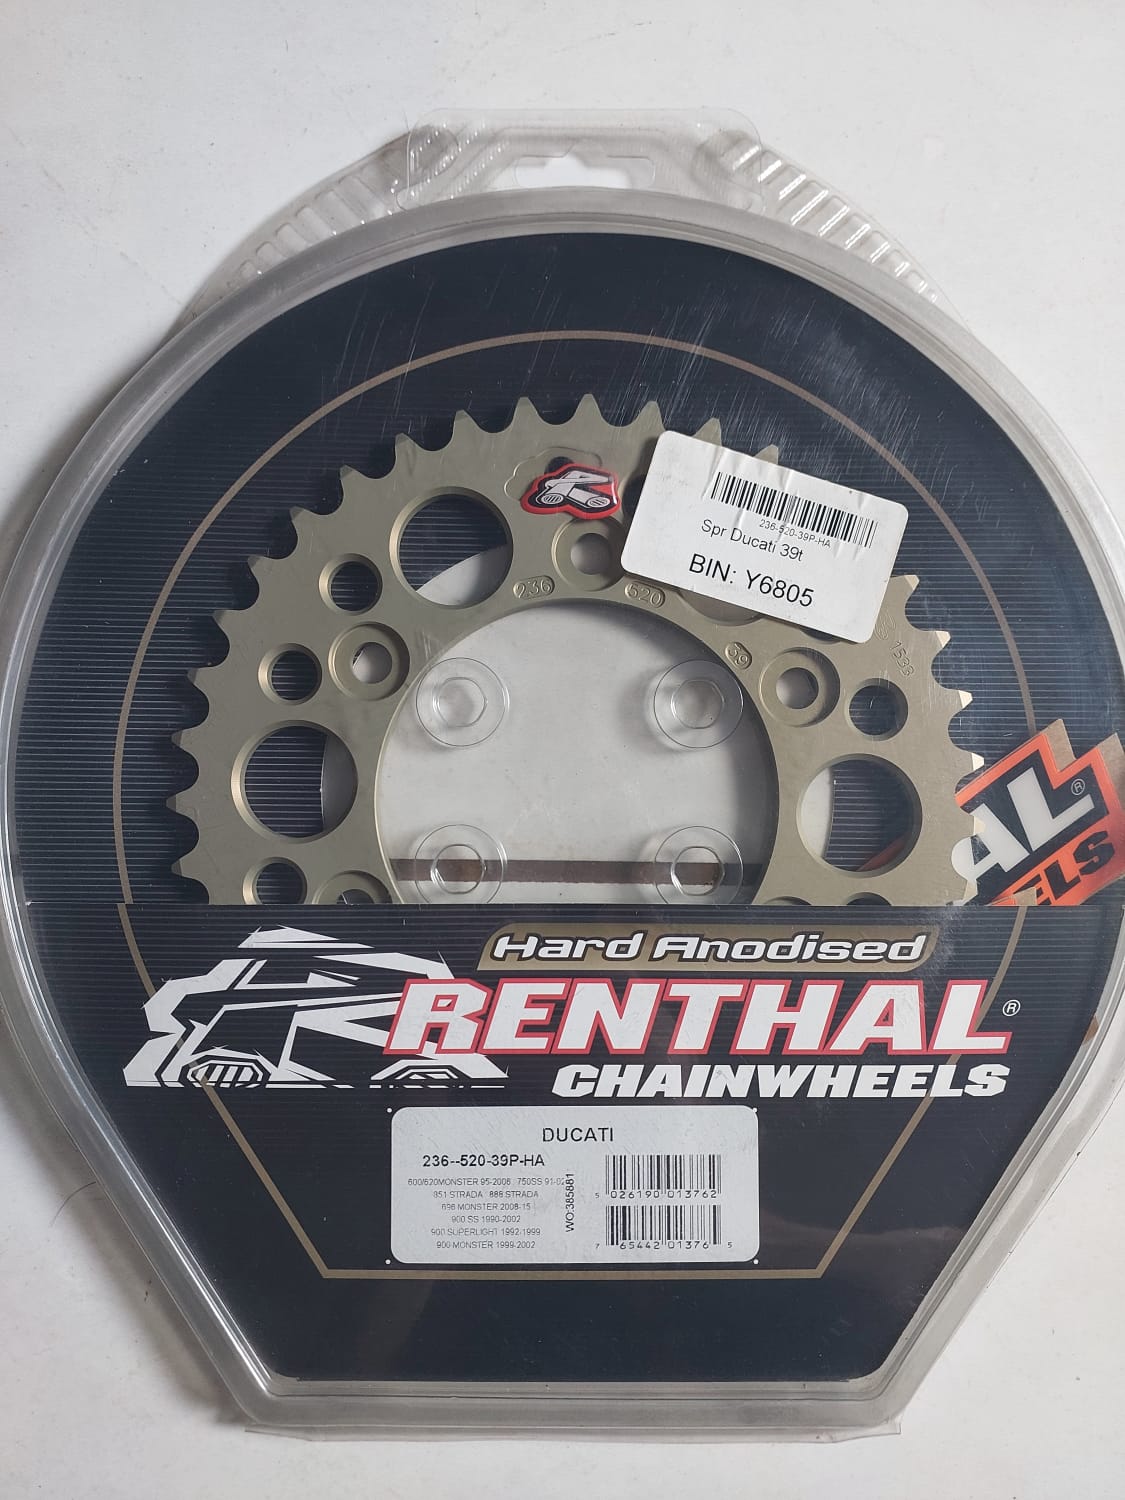 236-520-39P-HA
Spr Ducati 39t
BIN: Y6805
236
520
39
1538
AL®
ELS
Hard Anodised
RENTHAL®
CHAINWHEELS
DUCATI
236--520-39P-HA
600/620MONSTER 95-2006 750SS 91-02
851 STRADA 888 STRADA
696 MONSTER 2008-15
900 SS 1990-2002
900 SUPERLIGHT 1992-1999
900 MONSTER 1999-2002
WO:385881
5 026190 013762
7 65442 01376 5